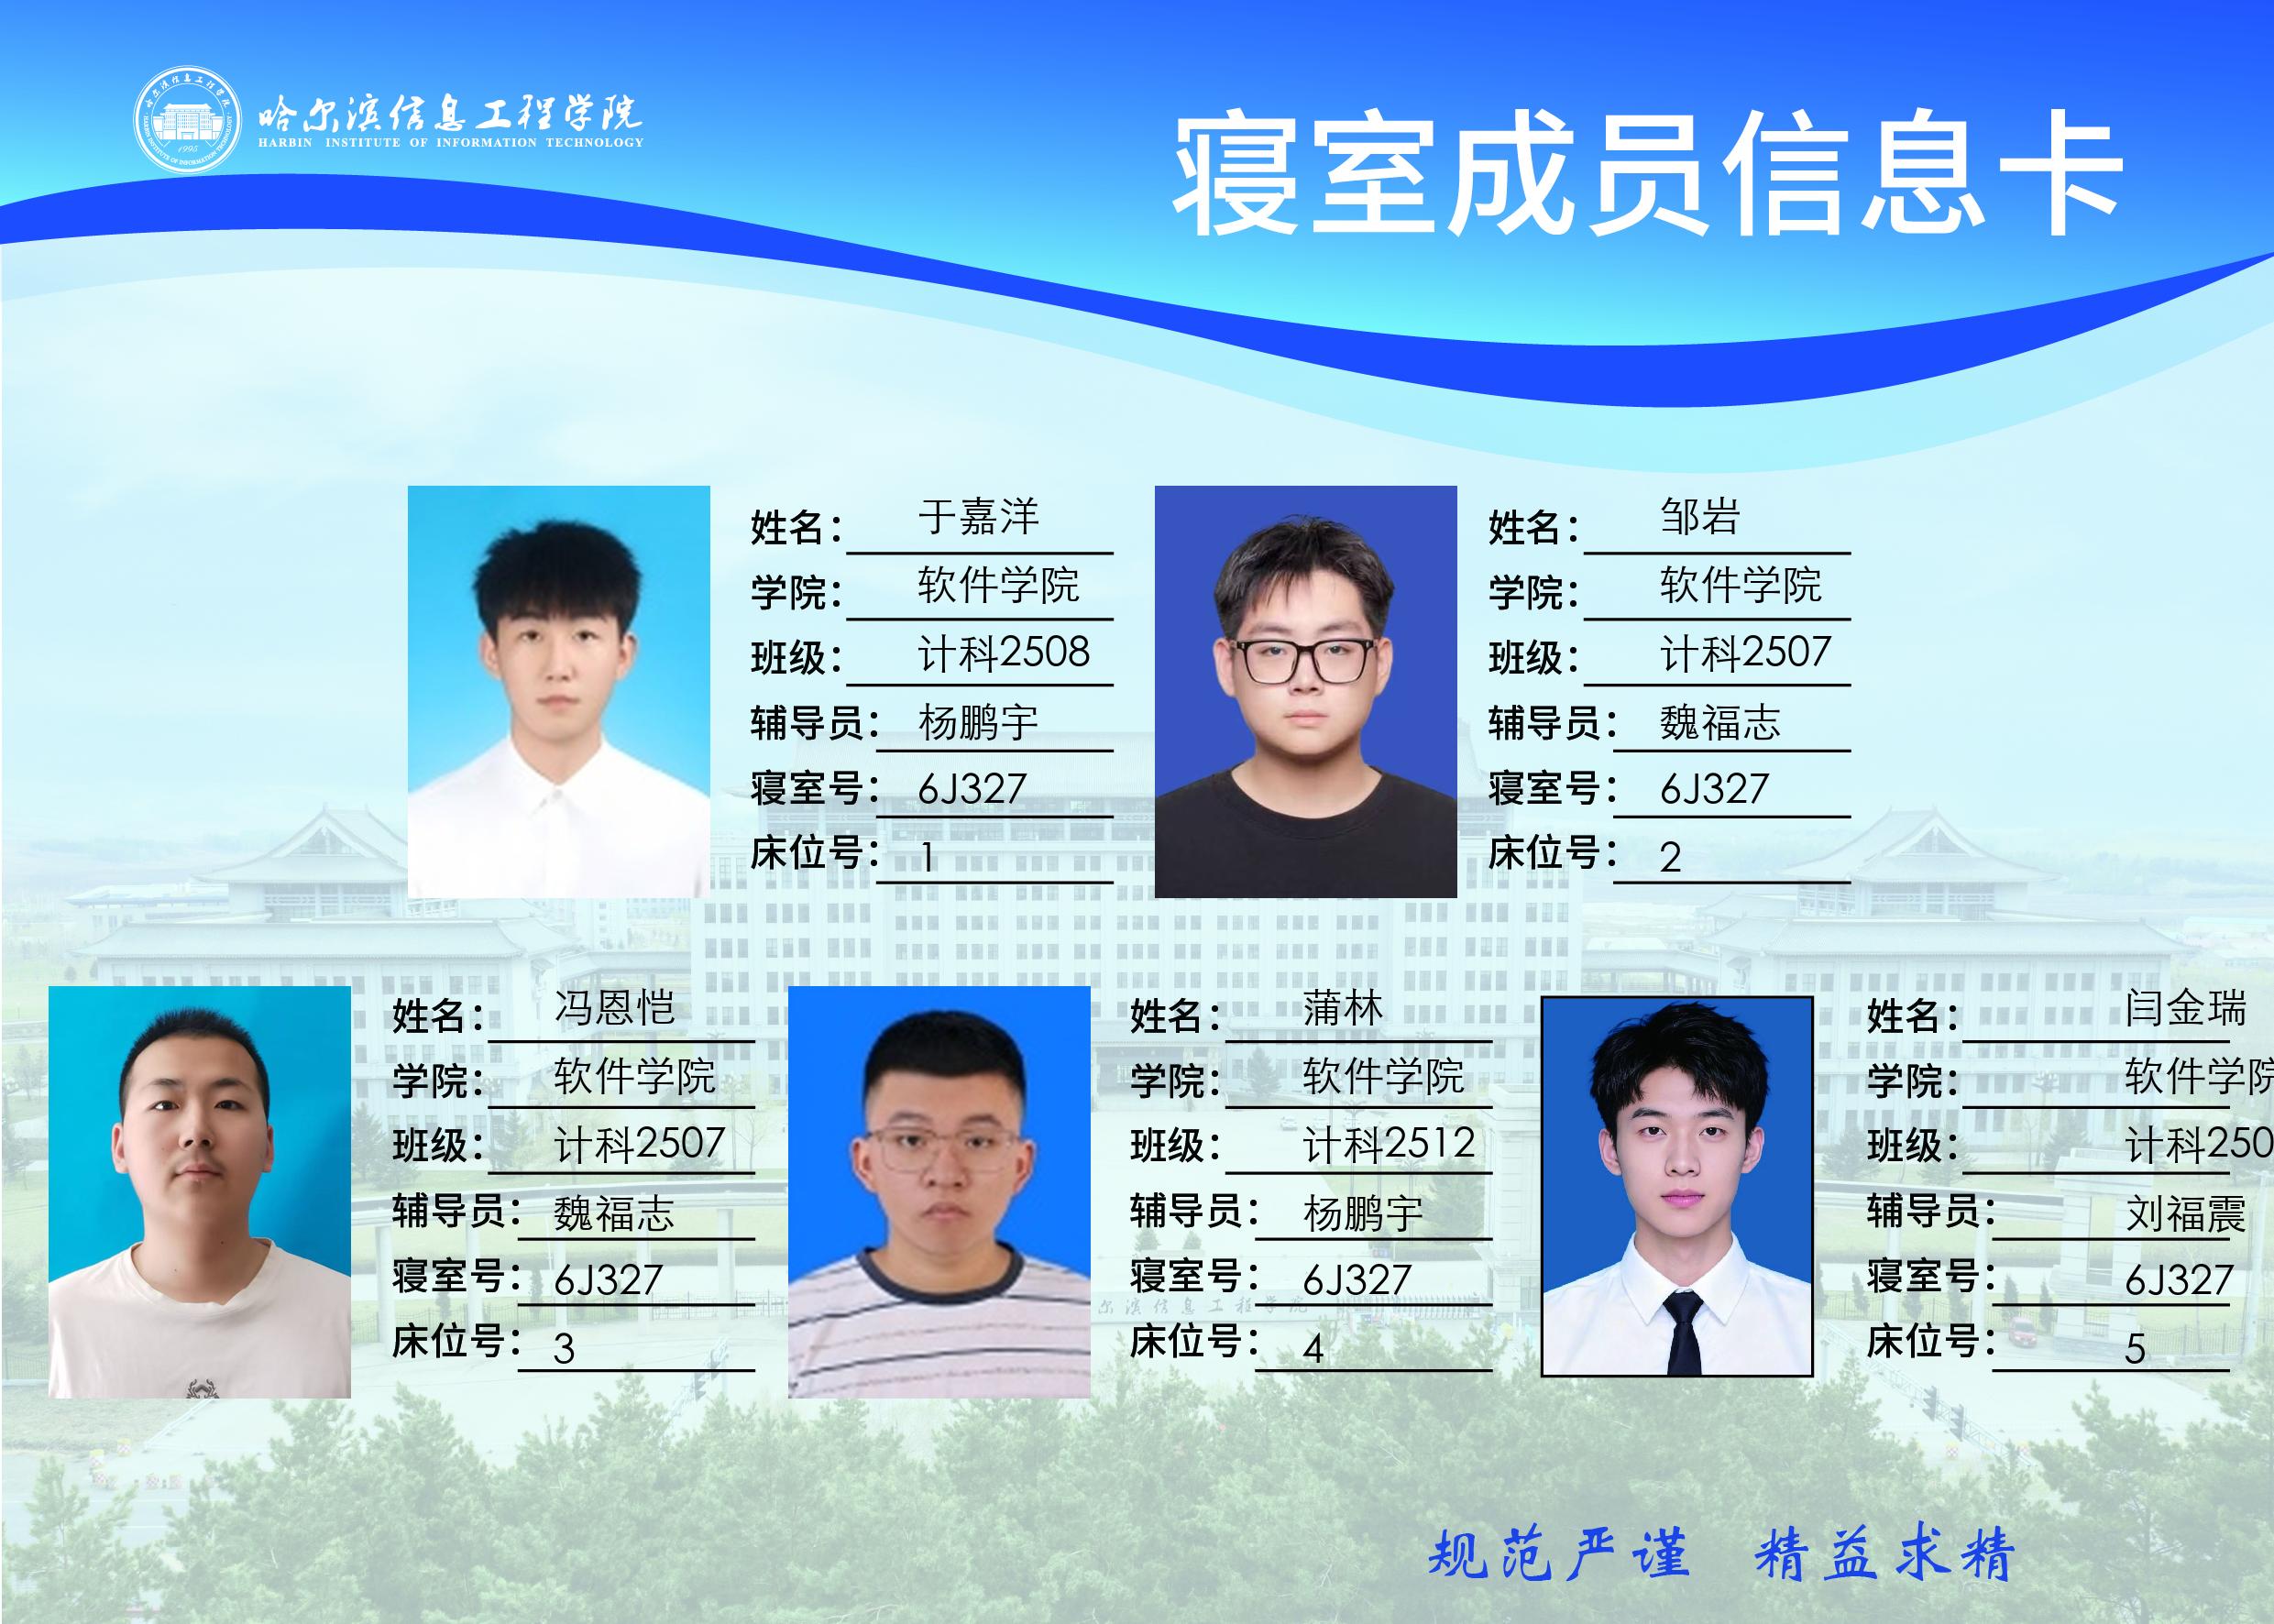 哈尔滨信息工程学院
HARBIN INSTITUTE OF INFORMATION TECHNOLOGY
1995
寝室成员信息卡
姓名: 于嘉洋
学院: 软件学院
班级: 计科2508
辅导员: 杨鹏宇
寝室号: 6J327
床位号: 1
姓名: 邹岩
学院: 软件学院
班级: 计科2507
辅导员: 魏福志
寝室号: 6J327
床位号: 2
姓名: 冯恩恺
学院: 软件学院
班级: 计科2507
辅导员: 魏福志
寝室号: 6J327
床位号: 3
姓名: 蒲林
学院: 软件学院
班级: 计科2512
辅导员: 杨鹏宇
寝室号: 6J327
床位号: 4
姓名: 闫金瑞
学院: 软件学院
班级: 计科250
辅导员: 刘福震
寝室号: 6J327
床位号: 5
规范严谨 精益求精